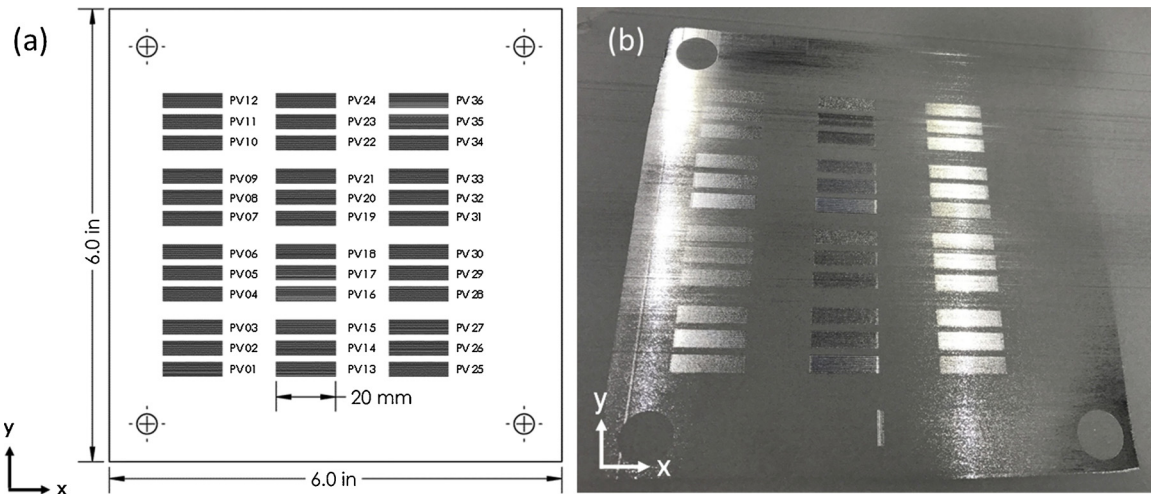 (a)
PV12 PV24 PV36
PV11 PV23 PV35
PV10 PV22 PV34
PV09 PV21 PV33
PV08 PV20 PV32
PV07 PV19 PV31
PV06 PV18 PV30
PV05 PV17 PV29
PV04 PV16 PV28
PV03 PV15 PV27
PV02 PV14 PV26
PV01 PV13 PV25
20 mm
6.0 in
6.0 in
y
x
(b)
y
x